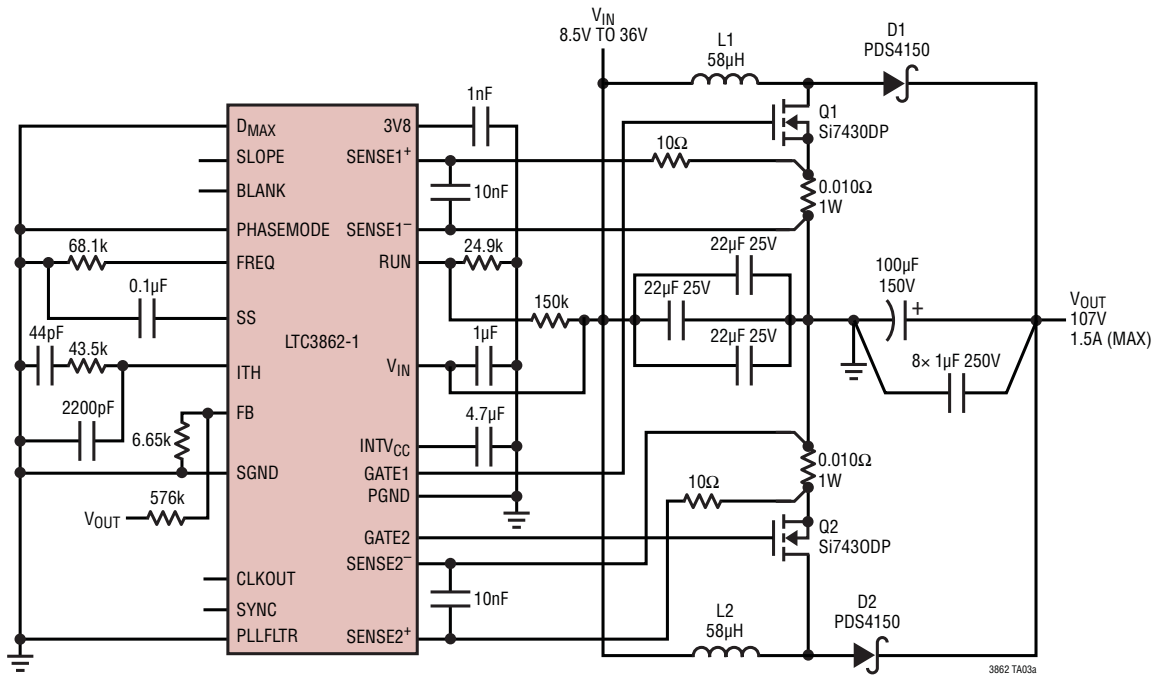 VIN
8.5V TO 36V
L1
58µH
D1
PDS4150
1nF
DMAX
3V8
Q1
Si7430DP
SLOPE
SENSE1+
10Ω
BLANK
10nF
0.010Ω
1W
PHASEMODE
SENSE1−
68.1k
FREQ
RUN
24.9k
22µF 25V
0.1µF
22µF 25V
100µF
150V
+
150k
SS
VOUT
107V
1.5A (MAX)
LTC3862-1
44pF
43.5k
1µF
22µF 25V
ITH
VIN
8× 1µF 250V
2200pF
FB
4.7µF
6.65k
INTVCC
SGND
GATE1
0.010Ω
1W
576k
PGND
10Ω
VOUT
Q2
Si7430DP
GATE2
SENSE2−
CLKOUT
10nF
SYNC
L2
58µH
D2
PDS4150
PLLFLTR
SENSE2+
3862 TA03a